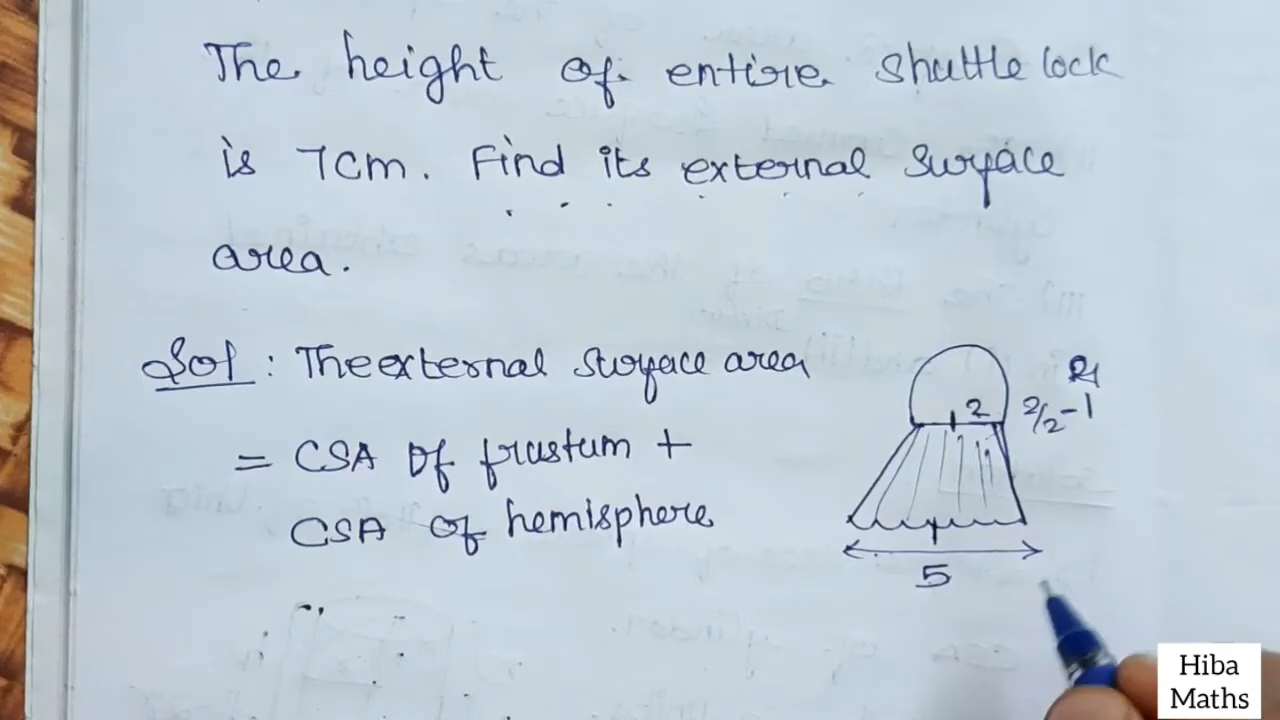 The height of entire shuttle lock
is 7cm. Find its external surface
area.
Sol : The external surface area
= CSA of frustum +
CSA of hemisphere
2
2/2 - 1
5
Hiba
Maths